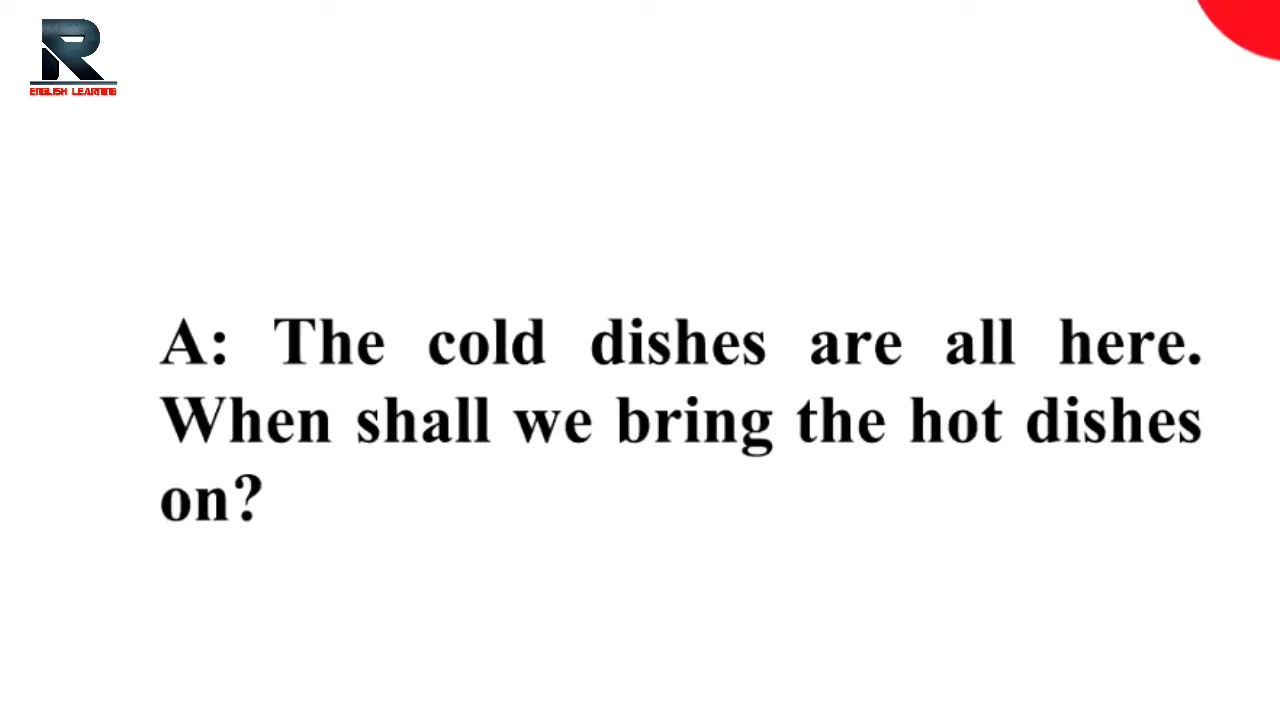 R
ENGLISH LEARNING
A: The cold dishes are all here.
When shall we bring the hot dishes
on?